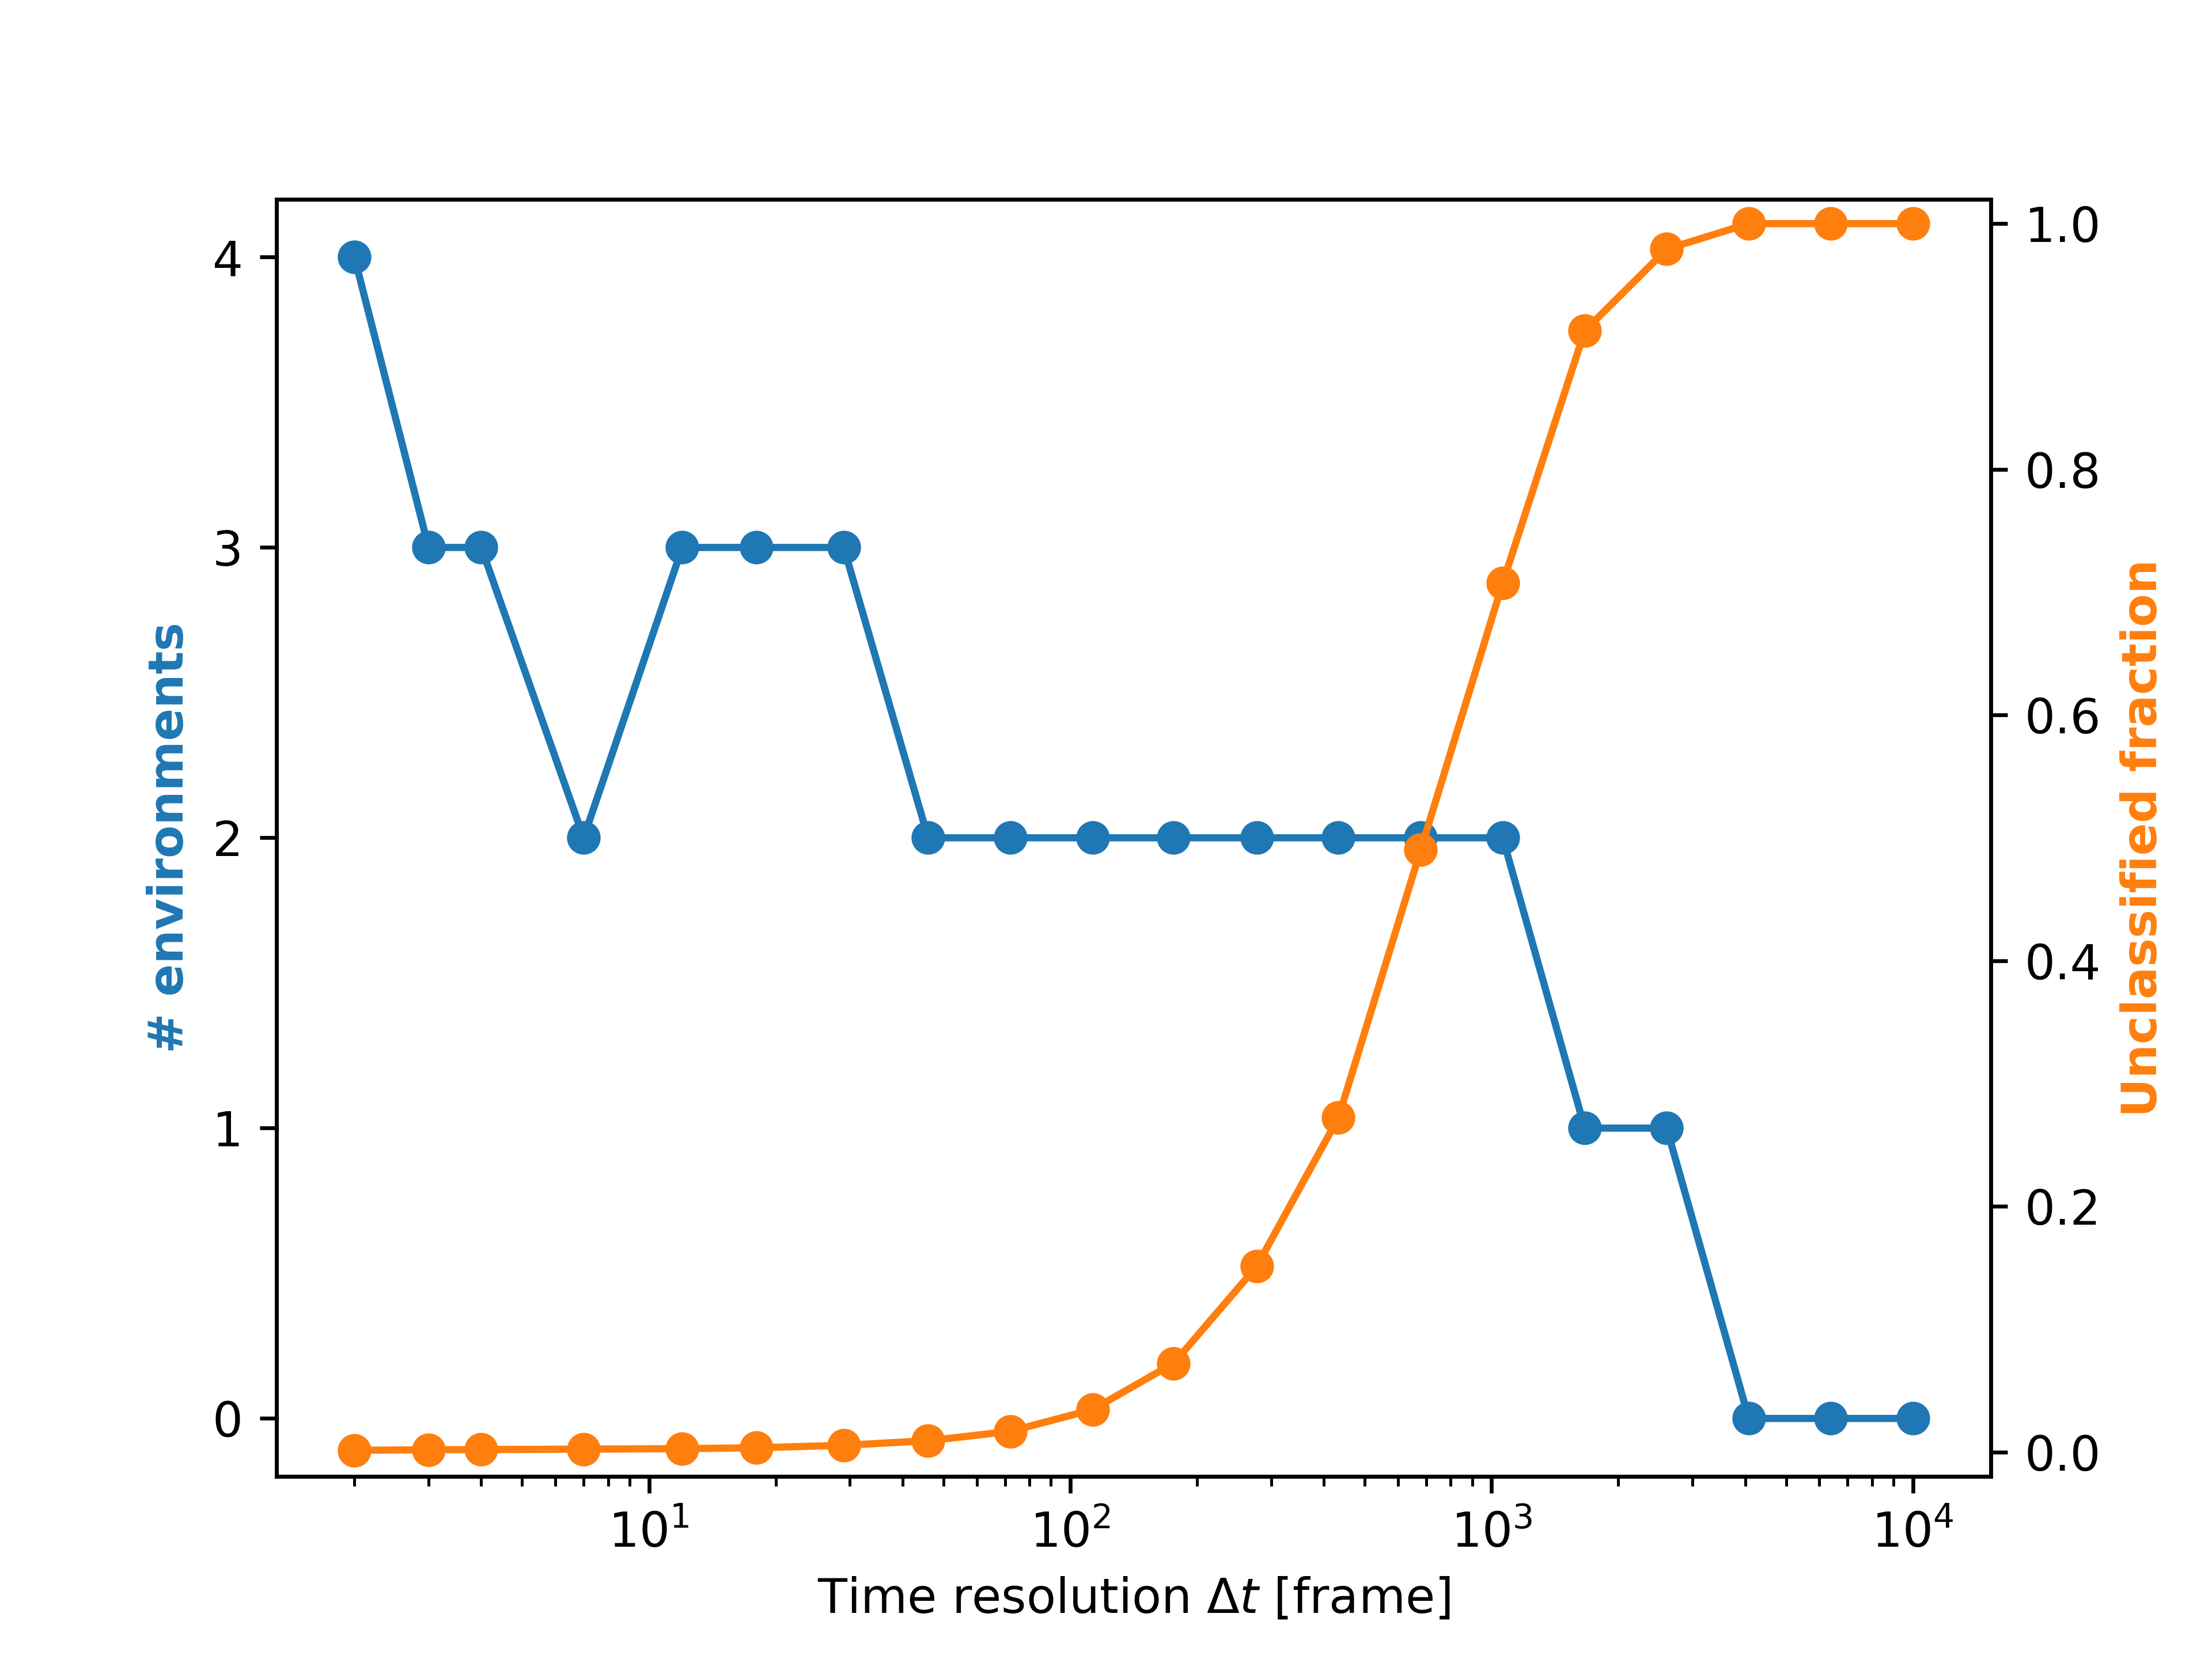 # environments
4
3
2
1
0
1.0
0.8
0.6
0.4
0.2
0.0
Unclassified fraction
10¹ 10² 10³ 10⁴
Time resolution Δt [frame]